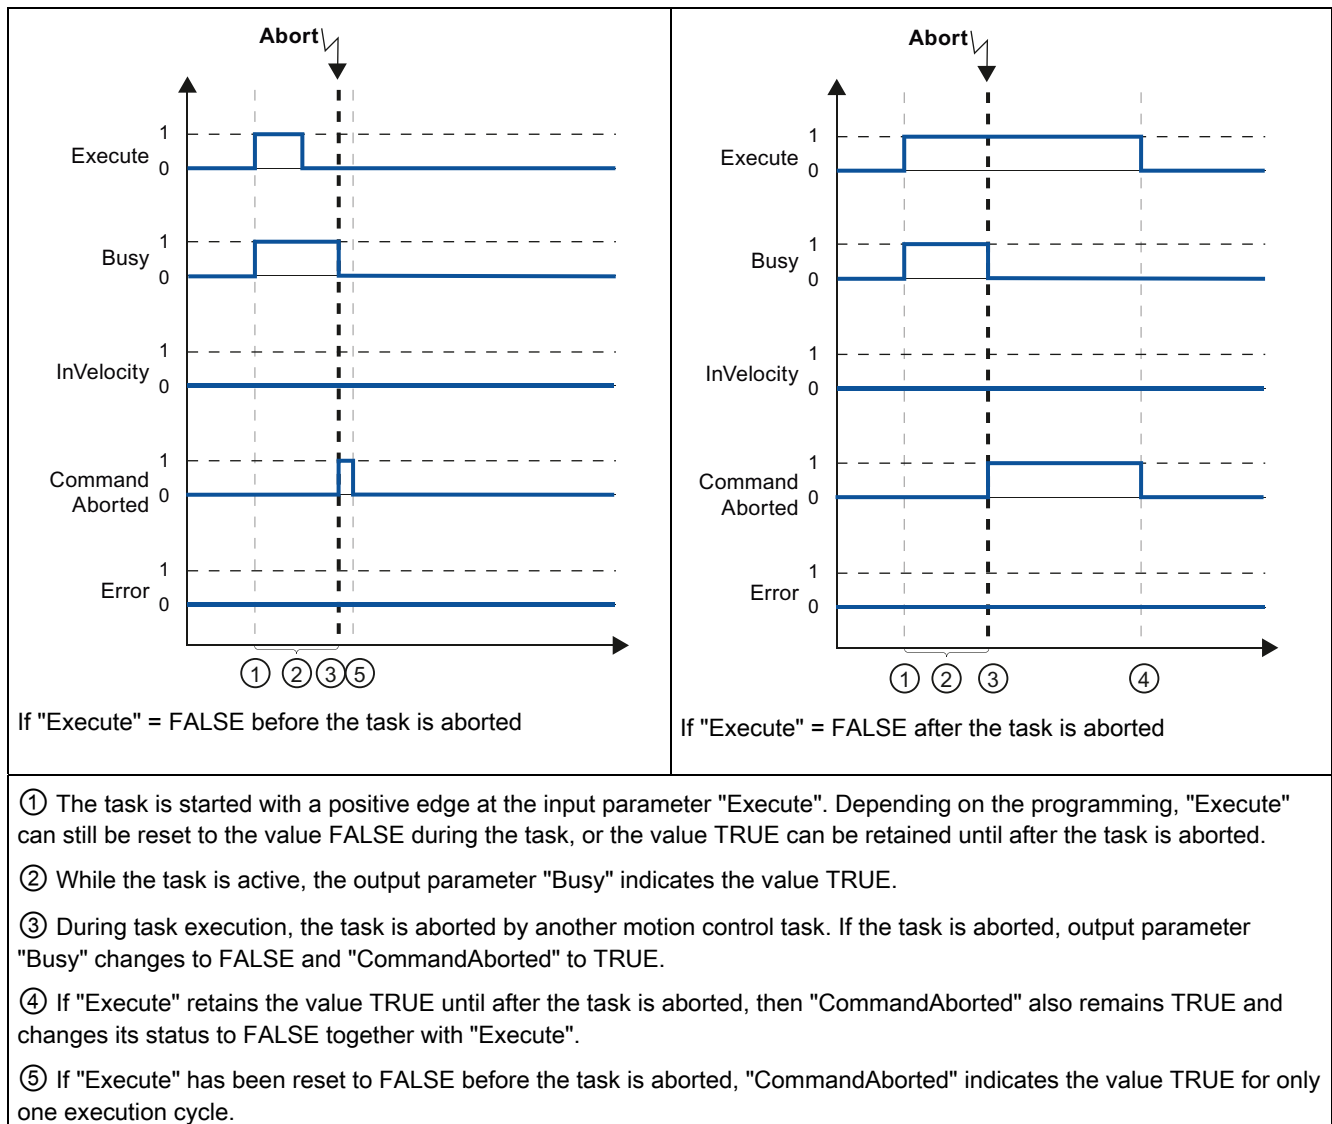 Abort
1
Execute
0
1
Busy
0
1
InVelocity
0
1
Command
Aborted
0
1
Error
0
① ② ③ ⑤
If "Execute" = FALSE before the task is aborted
Abort
1
Execute
0
1
Busy
0
1
InVelocity
0
1
Command
Aborted
0
1
Error
0
① ② ③ ④
If "Execute" = FALSE after the task is aborted
① The task is started with a positive edge at the input parameter "Execute". Depending on the programming, "Execute"
can still be reset to the value FALSE during the task, or the value TRUE can be retained until after the task is aborted.
② While the task is active, the output parameter "Busy" indicates the value TRUE.
③ During task execution, the task is aborted by another motion control task. If the task is aborted, output parameter
"Busy" changes to FALSE and "CommandAborted" to TRUE.
④ If "Execute" retains the value TRUE until after the task is aborted, then "CommandAborted" also remains TRUE and
changes its status to FALSE together with "Execute".
⑤ If "Execute" has been reset to FALSE before the task is aborted, "CommandAborted" indicates the value TRUE for only
one execution cycle.